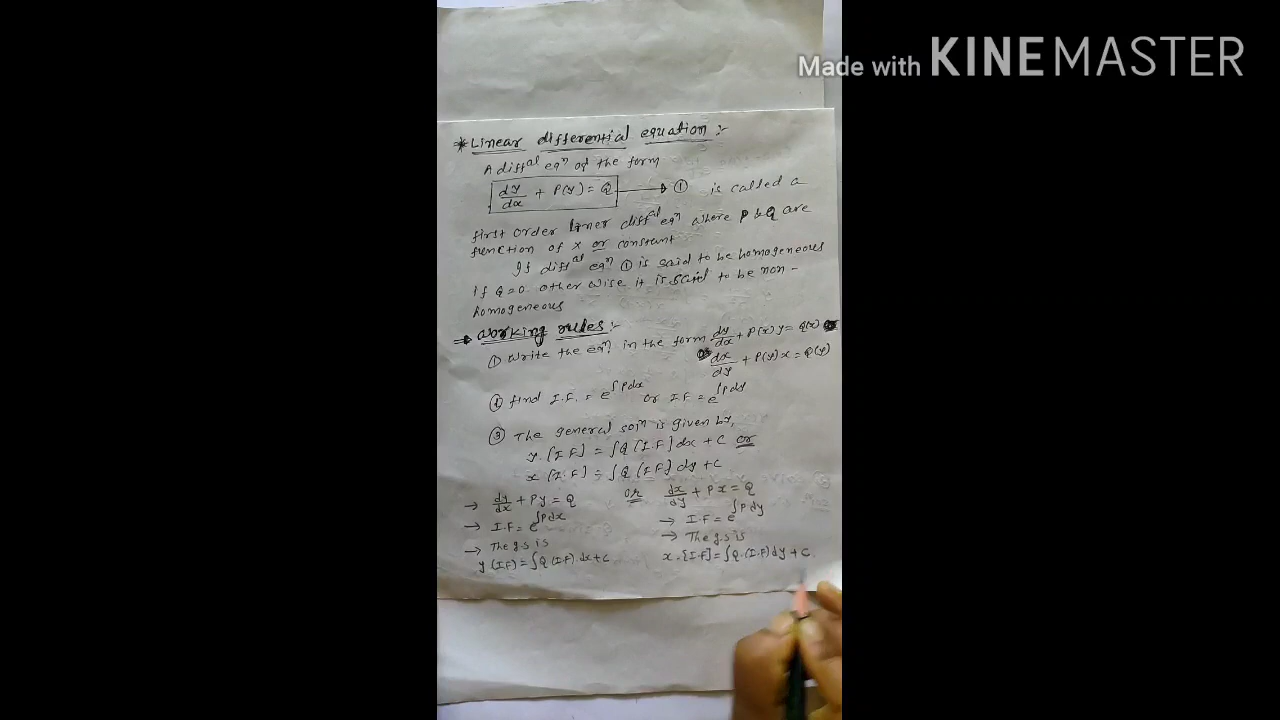 Made with KINEMASTER
* Linear differential equation :-
A diff^al eq^n of the form
dy/dx + P(y) = Q → ① is called a
first order liner diff^al eq^n where P & Q are
function of x or constant
If diff^al eq^n ① is said to be homogeneous
if Q=0. other wise it is said to be non -
homogeneous
→ working rules :-
① write the eq^n in the form dy/dx + P(x) y = Q(x) or
dx/dy + P(y) x = Q(y)
② find I.F. = e^∫Pdx or I.F = e^∫Pdy
③ The general sol^n is given by,
y. [I.F] = ∫Q [I.F] dx + C or
x [I.F] = ∫Q (I.F) dy + C
→ dy/dx + Py = Q or dx/dy + Px = Q
→ I.F = e^∫Pdx → I.F = e^∫Pdy
→ The g.s is → The g.s is
y (I.F) = ∫Q.(I.F).dx + C x.[I.F] = ∫Q.(I.F) dy + C.